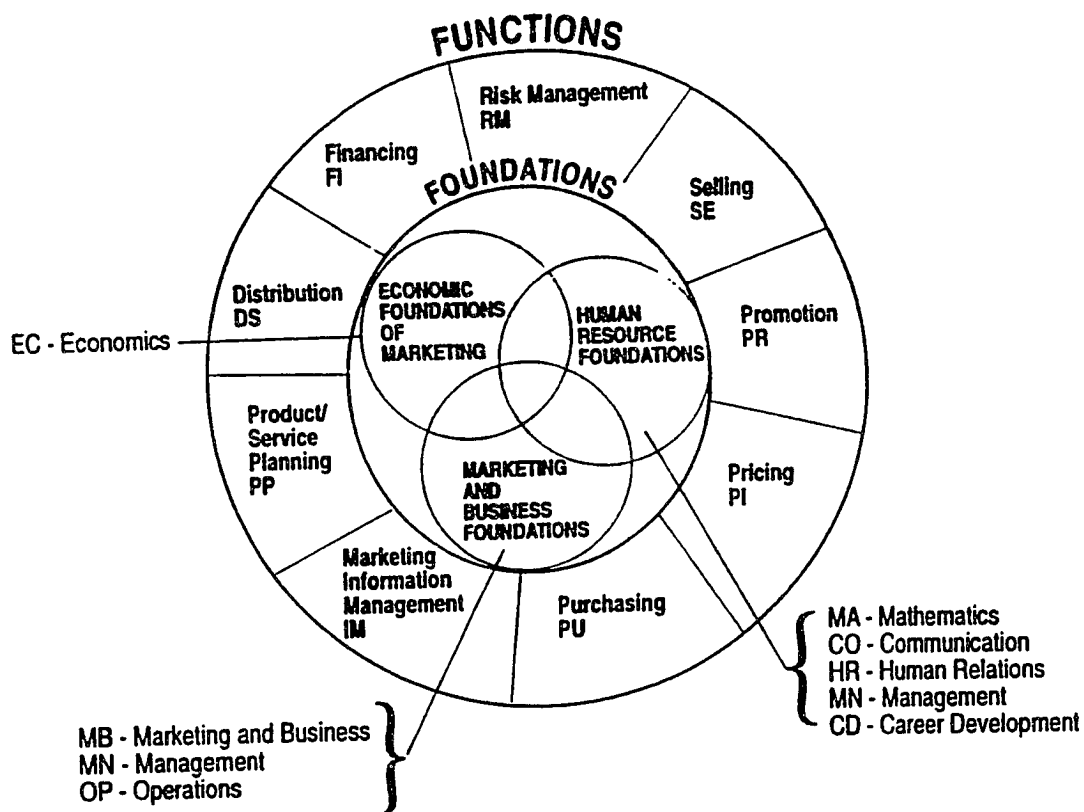 FUNCTIONS
Risk Management
RM
Financing
FI
FOUNDATIONS
Selling
SE
Distribution
DS
ECONOMIC
FOUNDATIONS
OF
MARKETING
HUMAN
RESOURCE
FOUNDATIONS
Promotion
PR
EC - Economics
Product/
Service
Planning
PP
MARKETING
AND
BUSINESS
FOUNDATIONS
Pricing
PI
Marketing
Information
Management
IM
Purchasing
PU
MA - Mathematics
CO - Communication
HR - Human Relations
MN - Management
CD - Career Development
MB - Marketing and Business
MN - Management
OP - Operations